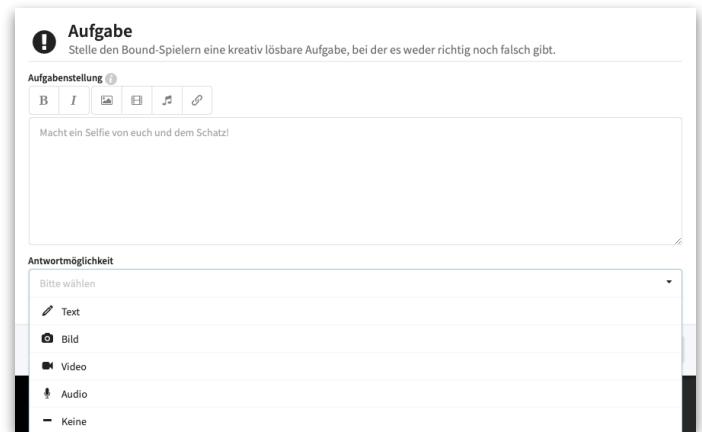 Aufgabe
Stelle den Bound-Spielern eine kreativ lösbare Aufgabe, bei der es weder richtig noch falsch gibt.
Aufgabenstellung i
B I
Macht ein Selfie von euch und dem Schatz!
Antwortmöglichkeit
Bitte wählen
Text
Bild
Video
Audio
Keine